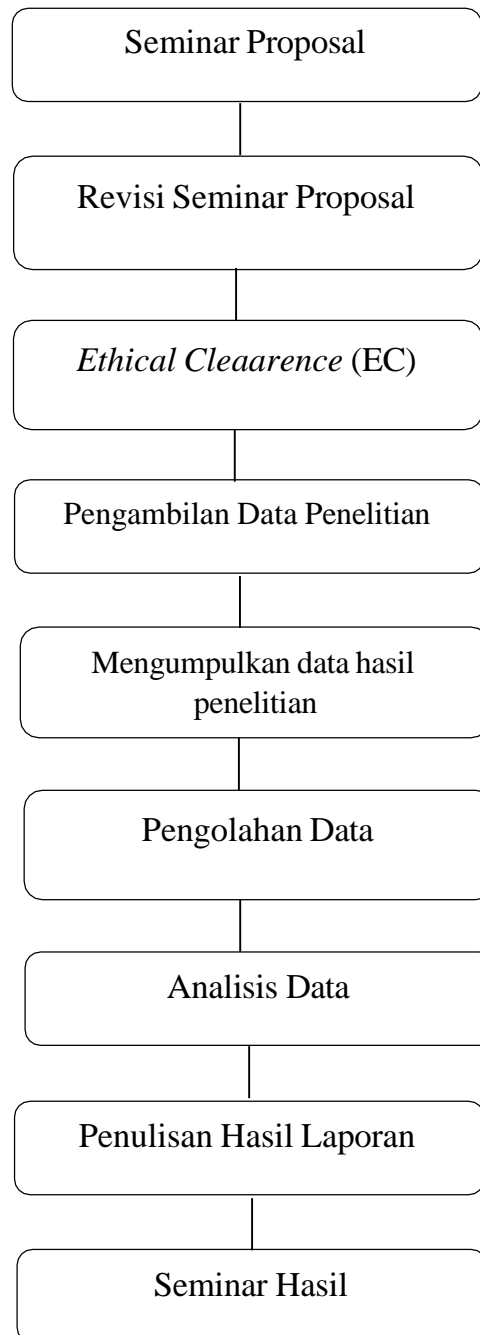 Seminar Proposal
Revisi Seminar Proposal
Ethical Cleaarence (EC)
Pengambilan Data Penelitian
Mengumpulkan data hasil
penelitian
Pengolahan Data
Analisis Data
Penulisan Hasil Laporan
Seminar Hasil